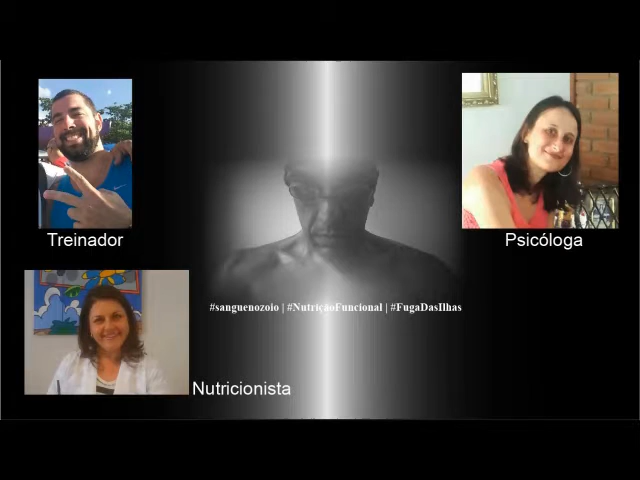 Treinador
Psicóloga
#sanguenozoio | #NutriçãoFuncional | #FugaDasIlhas
Nutricionista